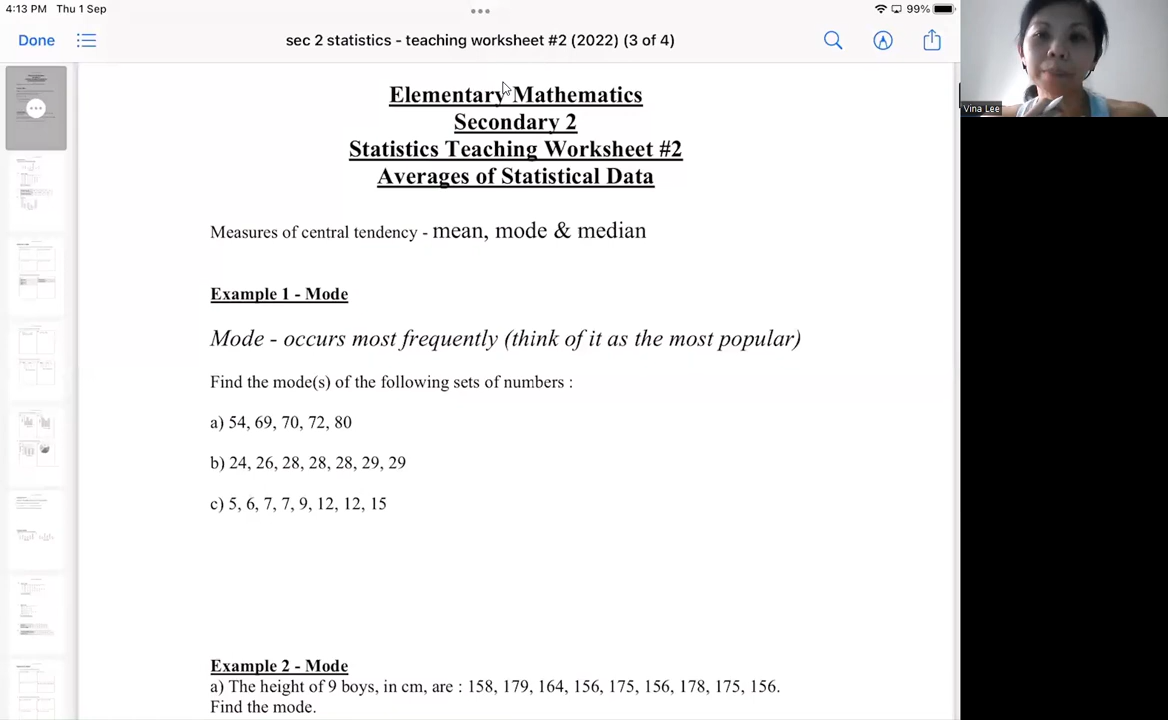 4:13 PM Thu 1 Sep
99%
Done
sec 2 statistics - teaching worksheet #2 (2022) (3 of 4)
Vina Lee
Elementary Mathematics
Secondary 2
Statistics Teaching Worksheet #2
Averages of Statistical Data
Measures of central tendency - mean, mode & median
Example 1 - Mode
Mode - occurs most frequently (think of it as the most popular)
Find the mode(s) of the following sets of numbers :
a) 54, 69, 70, 72, 80
b) 24, 26, 28, 28, 28, 29, 29
c) 5, 6, 7, 7, 9, 12, 12, 15
Example 2 - Mode
a) The height of 9 boys, in cm, are : 158, 179, 164, 156, 175, 156, 178, 175, 156.
Find the mode.